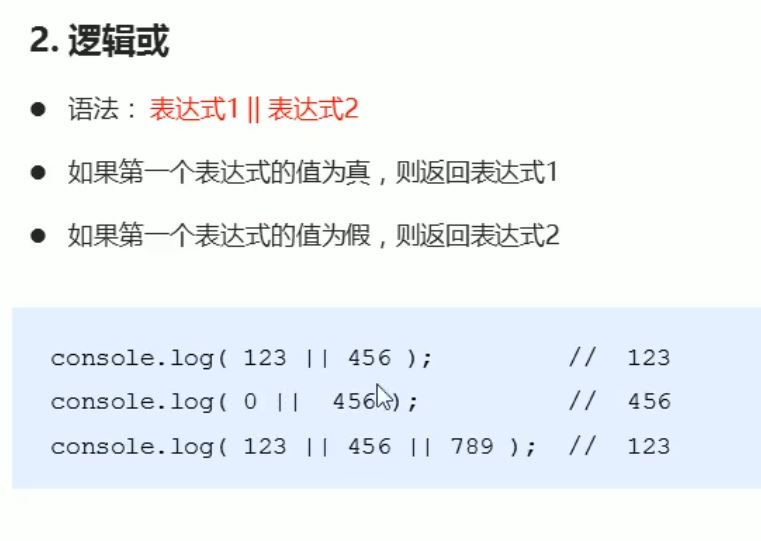 2. 逻辑或
● 语法： 表达式1 || 表达式2
● 如果第一个表达式的值为真，则返回表达式1
● 如果第一个表达式的值为假，则返回表达式2
console.log( 123 || 456 ); // 123
console.log( 0 || 456 ); // 456
console.log( 123 || 456 || 789 ); // 123